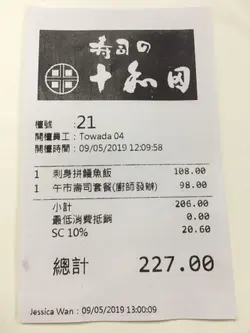 寿司の
十和田
檯號 :21
開檯員工 : Towada 04
開檯時間 : 09/05/2019 12:09:58
1 刺身拼鰻魚飯 108.00
1 午市壽司套餐(廚師發辦) 98.00
小計 206.00
最低消費抵銷 0.00
SC 10% 20.60
總計 227.00
Jessica Wan : 09/05/2019 13:00:09